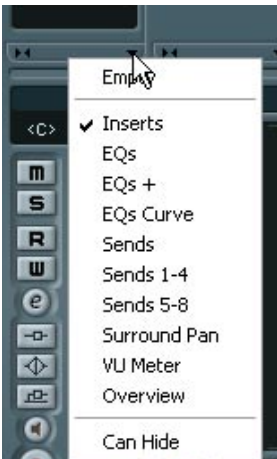 Empty
Inserts
<C>
EQs
m
EQs +
S
EQs Curve
R
Sends
W
Sends 1-4
e
Sends 5-8
Surround Pan
VU Meter
Overview
Can Hide